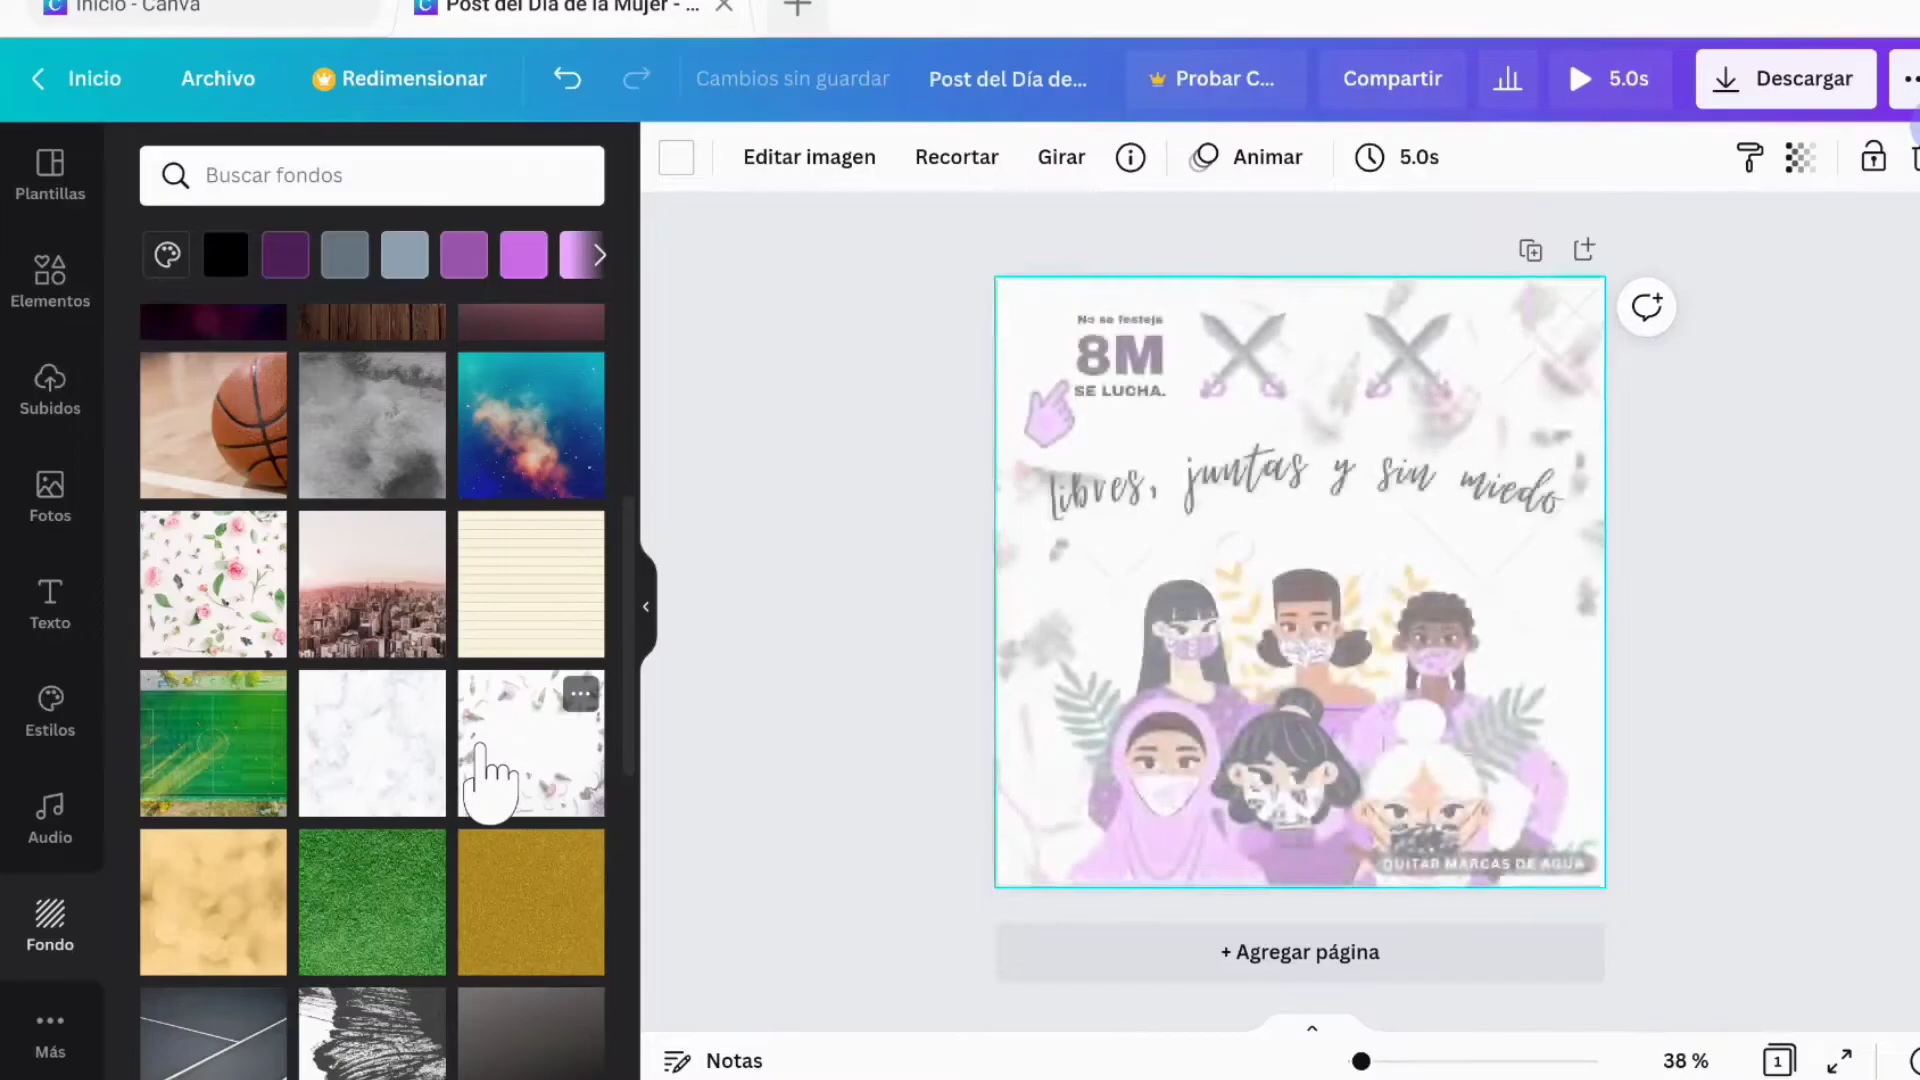 Inicio - Canva
Post del Día de la Mujer - ...
Inicio
Archivo
Redimensionar
Cambios sin guardar
Post del Día de...
Probar C...
Compartir
5.0s
Descargar
Plantillas
Elementos
Subidos
Fotos
Texto
Estilos
Audio
Fondo
Más
Buscar fondos
Editar imagen
Recortar
Girar
Animar
5.0s
No se festeja
8M
SE LUCHA.
Libres, juntas y sin miedo
QUITAR MARCAS DE AGUA
+ Agregar página
Notas
38 %
1